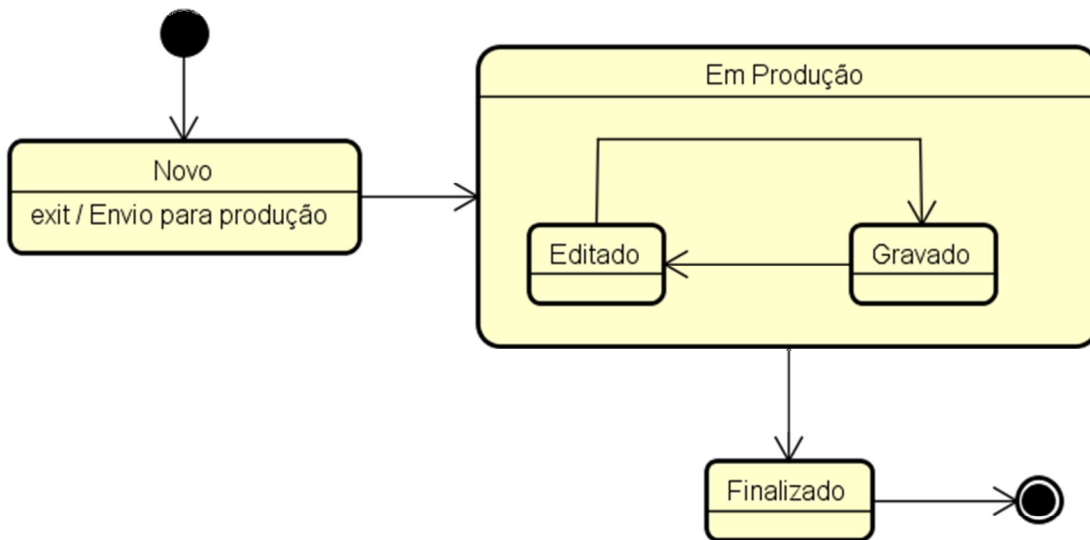 Em Produção
Novo
exit / Envio para produção
Editado
Gravado
Finalizado